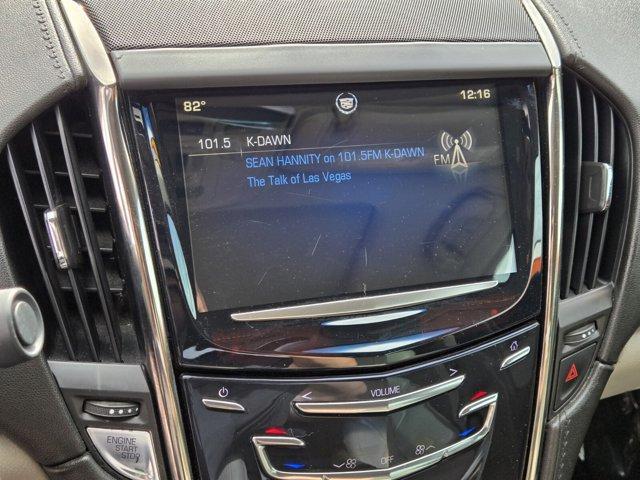 82° 12:16
101.5 K-DAWN
SEAN HANNITY on 101.5FM K-DAWN
FM
The Talk of Las Vegas
< VOLUME >
OFF
ENGINE
START
STOP